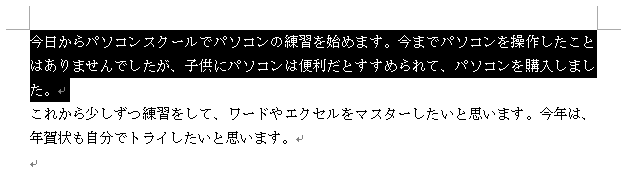 今日からパソコンスクールでパソコンの練習を始めます。今までパソコンを操作したこと
はありませんでしたが、子供にパソコンは便利だとすすめられて、パソコンを購入しまし
た。
これから少しずつ練習をして、ワードやエクセルをマスターしたいと思います。今年は、
年賀状も自分でトライしたいと思います。